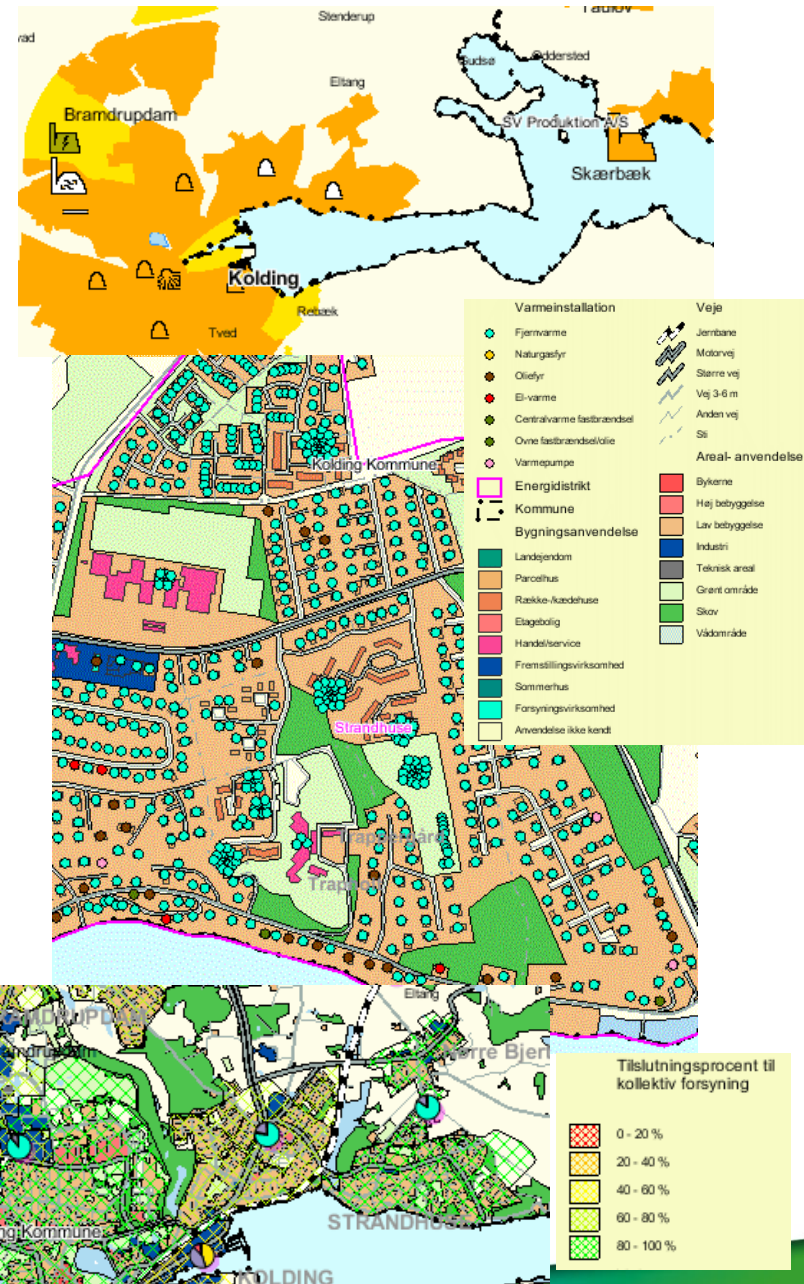 Stenderup
Taulov
Gudsø
Oddersted
Eltang
Bramdrupdam
SV Produktion A/S
Skærbæk
Kolding
Rebæk
Tved
Varmeinstallation
Fjernvarme
Naturgasfyr
Oliefyr
El-varme
Centralvarme fastbrændsel
Ovne fastbrændsel/olie
Varmepumpe
Energidistrikt
Kommune
Bygningsanvendelse
Landejendom
Parcelhus
Række-/kædehuse
Etagebolig
Handel/service
Fremstillingsvirksomhed
Sommerhus
Forsyningsvirksomhed
Anvendelse ikke kendt
Veje
Jernbane
Motorvej
Større vej
Vej 3-6 m
Anden vej
Sti
Areal- anvendelse
Bykerne
Høj bebyggelse
Lav bebyggelse
Industri
Teknisk areal
Grønt område
Skov
Vådområde
Kolding Kommune
Strandhuse
Eltang
STRANDHUSE
KOLDING
Tilslutningsprocent til
kollektiv forsyning
0 - 20 %
20 - 40 %
40 - 60 %
60 - 80 %
80 - 100 %